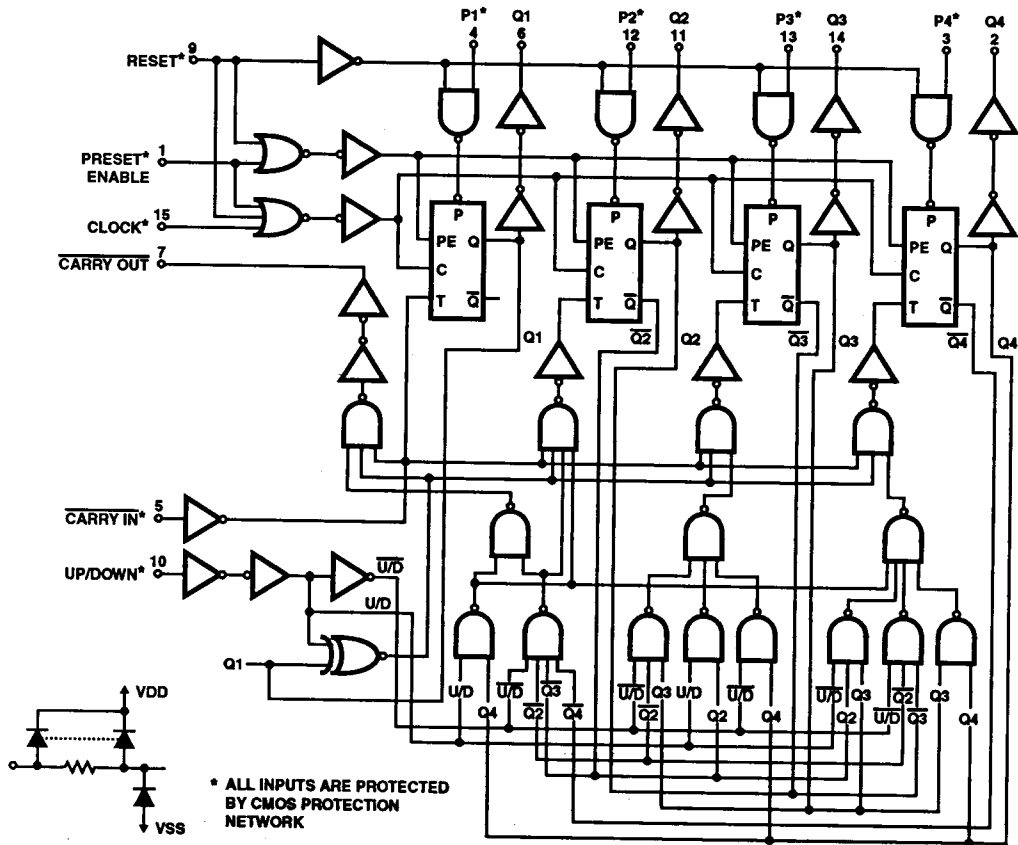 P1* Q1 P2* Q2 P3* Q3 P4* Q4
4 6 12 11 13 14 3 2
RESET* 9
PRESET* 1
ENABLE
CLOCK* 15
CARRY OUT 7
P P P P
PE Q PE Q PE Q PE Q
C C C C
T Q T Q T Q T Q
Q1 Q2 Q2 Q3 Q3 Q4 Q4
CARRY IN* 5
UP/DOWN* 10
U/D
U/D
Q1
U/D Q4 U/D Q2 Q3 Q4 U/D Q2 Q3 U/D Q2 U/D Q4 U/D Q2 Q3 U/D Q2 Q3 Q3 Q4
VDD
VSS
* ALL INPUTS ARE PROTECTED
BY CMOS PROTECTION
NETWORK